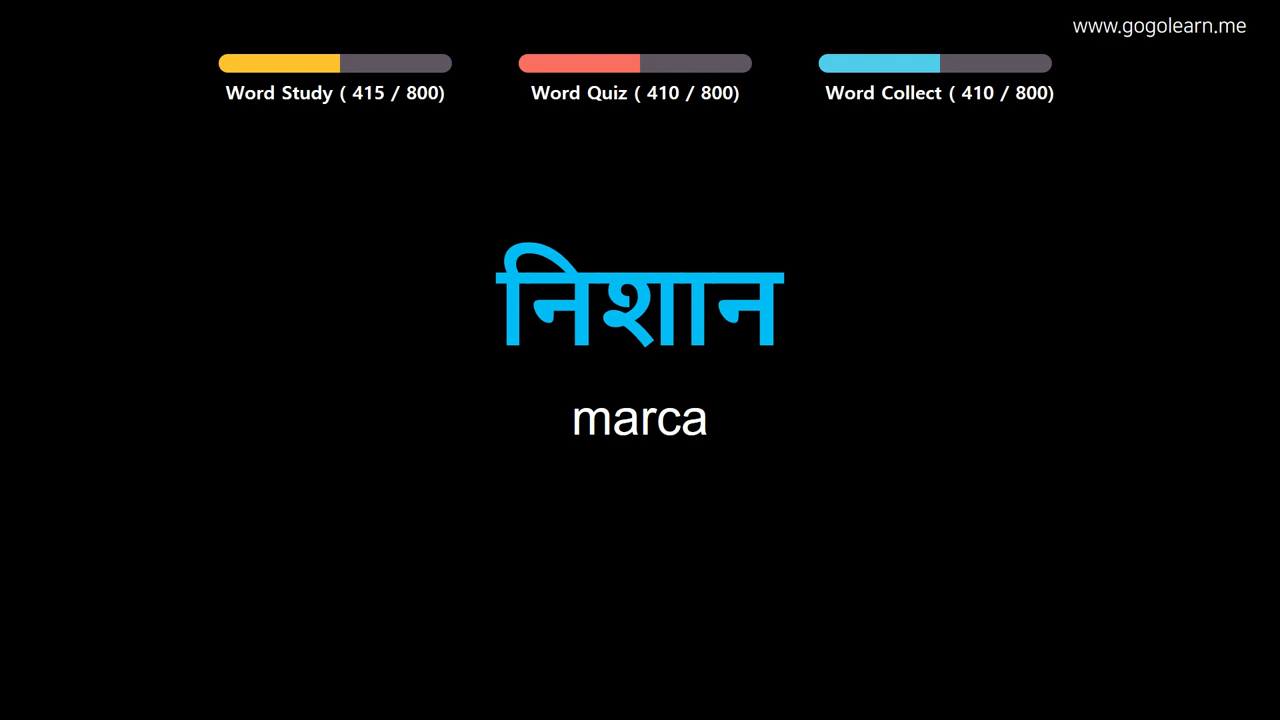 www.gogolearn.me
Word Study ( 415 / 800)
Word Quiz ( 410 / 800)
Word Collect ( 410 / 800)
निशान
marca